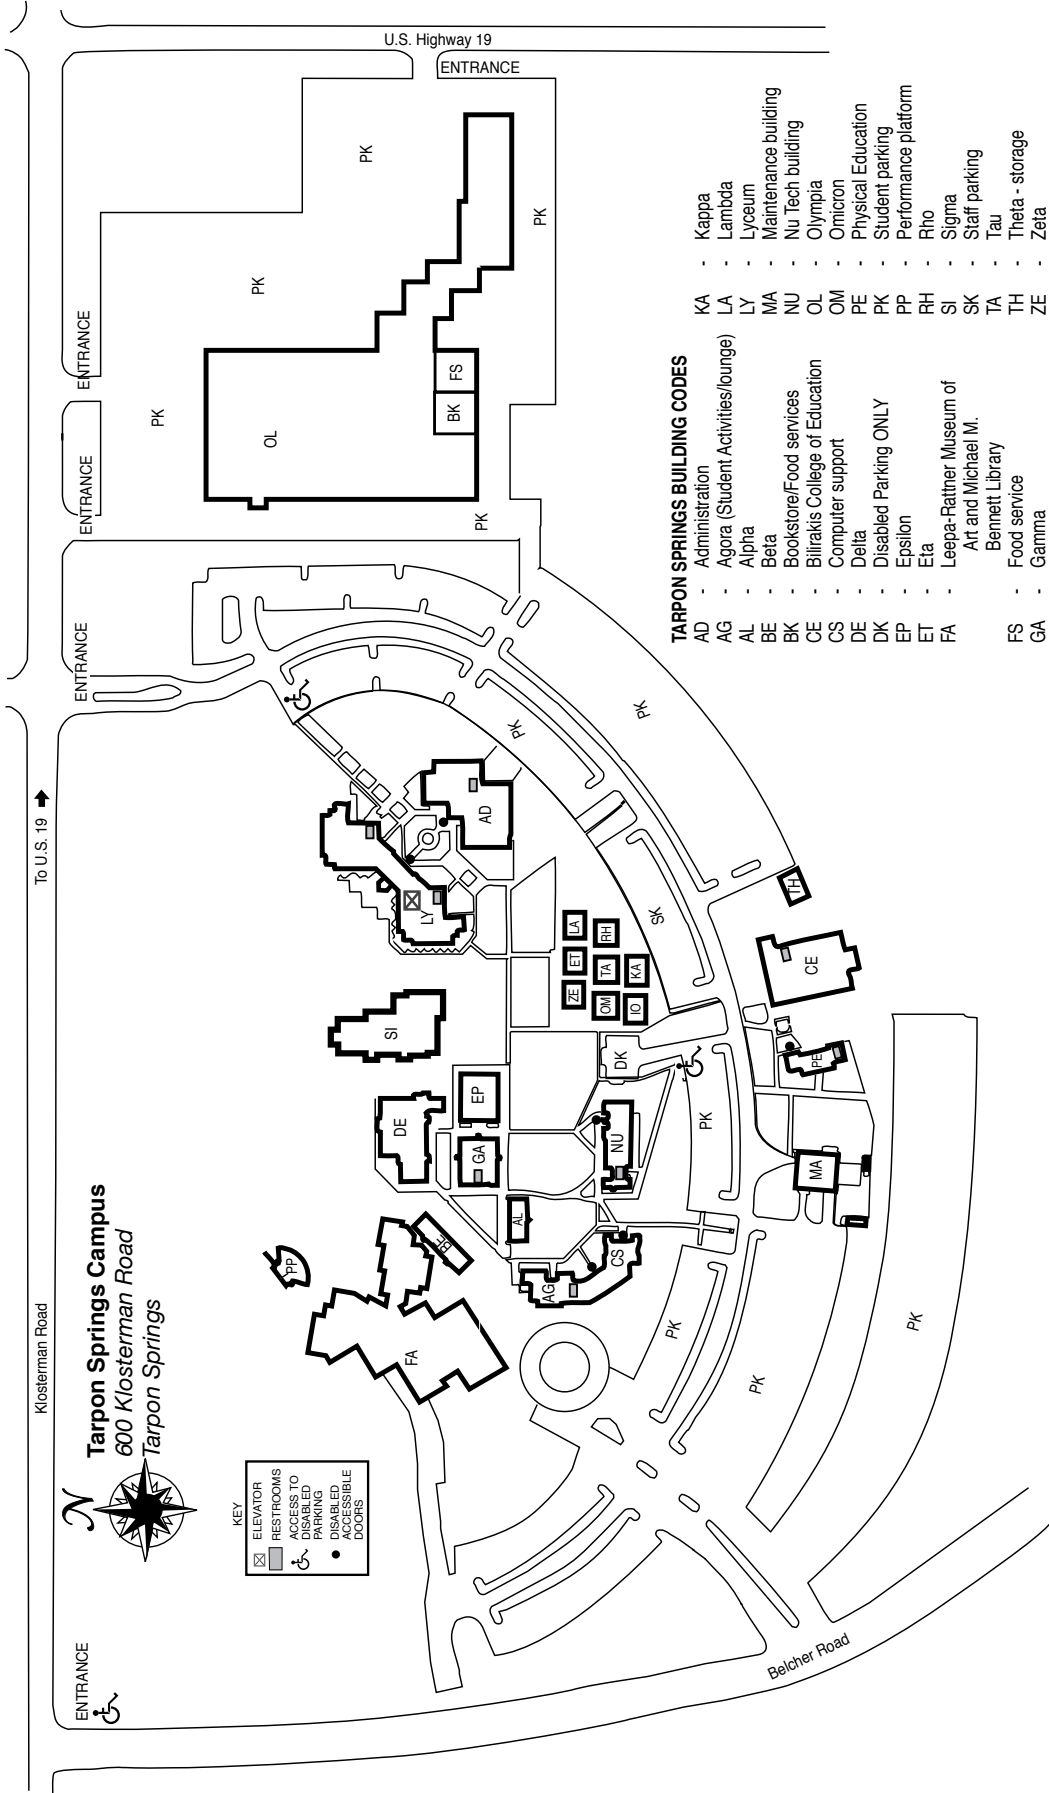 Tarpon Springs Campus
600 Klosterman Road
Tarpon Springs
N
Klosterman Road
To U.S. 19
U.S. Highway 19
Belcher Road
ENTRANCE
ENTRANCE
ENTRANCE
ENTRANCE
ENTRANCE
KEY
ELEVATOR
RESTROOMS
ACCESS TO
DISABLED
PARKING
DISABLED
ACCESSIBLE
DOORS
PP
FA
BE
DE
SI
LY
AD
GA
EP
AL
AG
CS
NU
DK
ZE
ET
LA
OM
TA
RH
IO
KA
SK
TH
CE
PE
MA
OL
BK
FS
PK
PK
PK
PK
PK
PK
PK
PK
PK
PK
PK
TARPON SPRINGS BUILDING CODES
AD - Administration
AG - Agora (Student Activities/lounge)
AL - Alpha
BE - Beta
BK - Bookstore/Food services
CE - Bilirakis College of Education
CS - Computer support
DE - Delta
DK - Disabled Parking ONLY
EP - Epsilon
ET - Eta
FA - Leepa-Rattner Museum of
Art and Michael M.
Bennett Library
FS - Food service
GA - Gamma
KA - Kappa
LA - Lambda
LY - Lyceum
MA - Maintenance building
NU - Nu Tech building
OL - Olympia
OM - Omicron
PE - Physical Education
PK - Student parking
PP - Performance platform
RH - Rho
SI - Sigma
SK - Staff parking
TA - Tau
TH - Theta - storage
ZE - Zeta